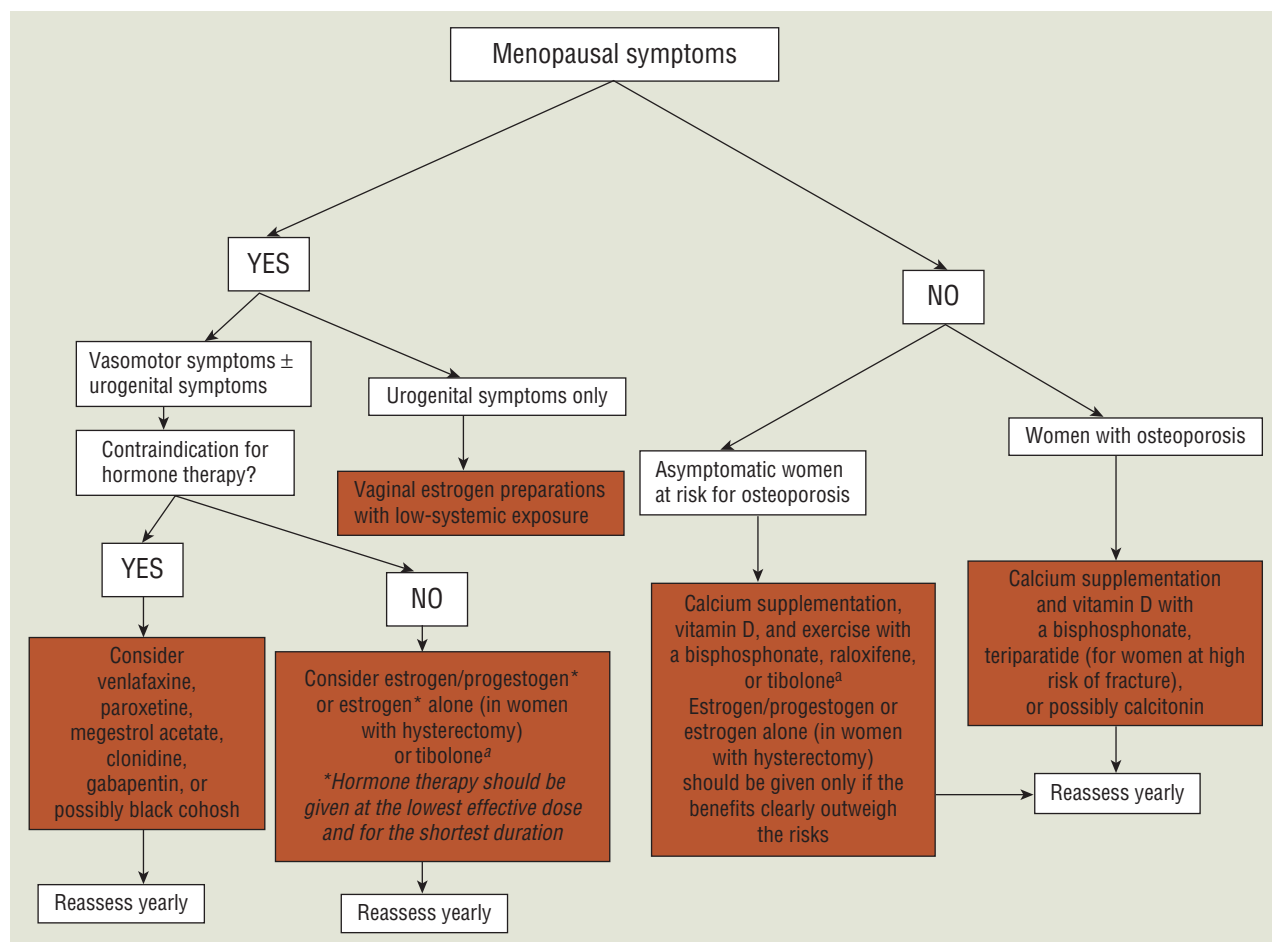 Menopausal symptoms
YES
NO
Vasomotor symptoms ±
urogenital symptoms
Urogenital symptoms only
Contraindication for
hormone therapy?
Vaginal estrogen preparations
with low-systemic exposure
YES
NO
Consider
venlafaxine,
paroxetine,
megestrol acetate,
clonidine,
gabapentin, or
possibly black cohosh
Consider estrogen/progestogen*
or estrogen* alone (in women
with hysterectomy)
or tiboloneª
*Hormone therapy should be
given at the lowest effective dose
and for the shortest duration
Reassess yearly
Reassess yearly
Asymptomatic women
at risk for osteoporosis
Women with osteoporosis
Calcium supplementation,
vitamin D, and exercise with
a bisphosphonate, raloxifene,
or tiboloneª
Estrogen/progestogen or
estrogen alone (in women
with hysterectomy)
should be given only if the
benefits clearly outweigh
the risks
Calcium supplementation
and vitamin D with
a bisphosphonate,
teriparatide (for women at high
risk of fracture),
or possibly calcitonin
Reassess yearly